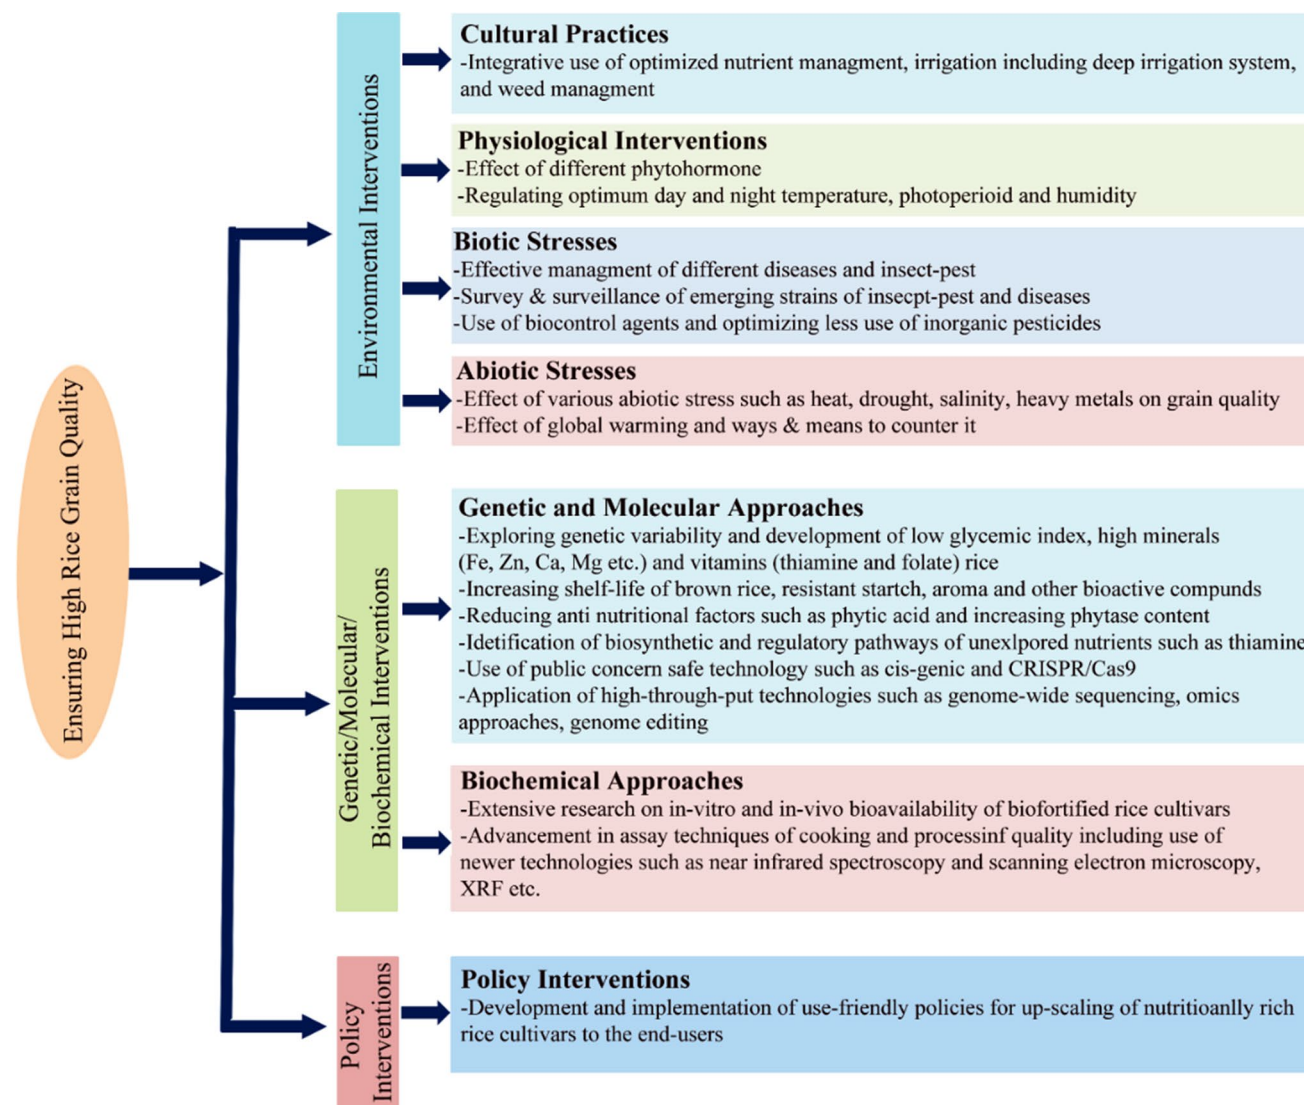 Ensuring High Rice Grain Quality
Environmental Interventions
Cultural Practices
-Integrative use of optimized nutrient managment, irrigation including deep irrigation system,
and weed managment
Physiological Interventions
-Effect of different phytohormone
-Regulating optimum day and night temperature, photoperioid and humidity
Biotic Stresses
-Effective managment of different diseases and insect-pest
-Survey & surveillance of emerging strains of insecpt-pest and diseases
-Use of biocontrol agents and optimizing less use of inorganic pesticides
Abiotic Stresses
-Effect of various abiotic stress such as heat, drought, salinity, heavy metals on grain quality
-Effect of global warming and ways & means to counter it
Genetic/Molecular/
Biochemical Interventions
Genetic and Molecular Approaches
-Exploring genetic variability and development of low glycemic index, high minerals
(Fe, Zn, Ca, Mg etc.) and vitamins (thiamine and folate) rice
-Increasing shelf-life of brown rice, resistant startch, aroma and other bioactive compunds
-Reducing anti nutritional factors such as phytic acid and increasing phytase content
-Idetification of biosynthetic and regulatory pathways of unexlpored nutrients such as thiamine
-Use of public concern safe technology such as cis-genic and CRISPR/Cas9
-Application of high-through-put technologies such as genome-wide sequencing, omics
approaches, genome editing
Biochemical Approaches
-Extensive research on in-vitro and in-vivo bioavailability of biofortified rice cultivars
-Advancement in assay techniques of cooking and processinf quality including use of
newer technologies such as near infrared spectroscopy and scanning electron microscopy,
XRF etc.
Policy
Interventions
Policy Interventions
-Development and implementation of use-friendly policies for up-scaling of nutritioanlly rich
rice cultivars to the end-users